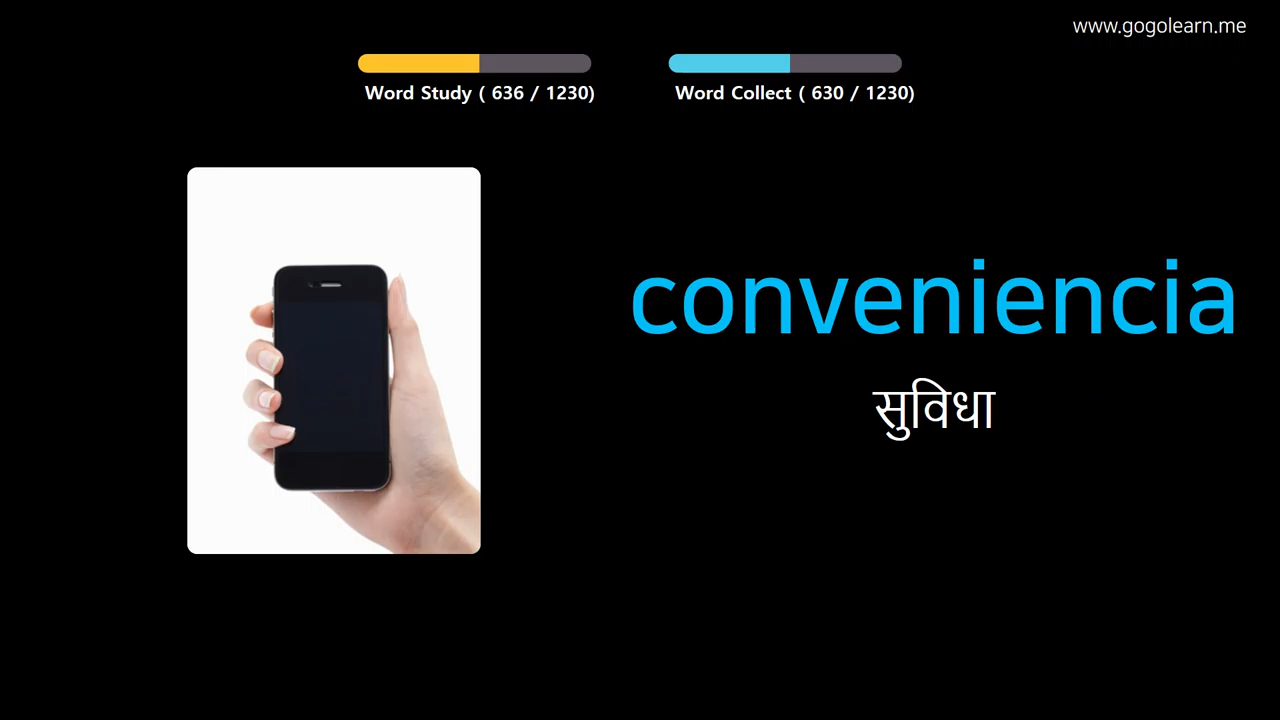 www.gogolearn.me
Word Study ( 636 / 1230)
Word Collect ( 630 / 1230)
conveniencia
सुविधा